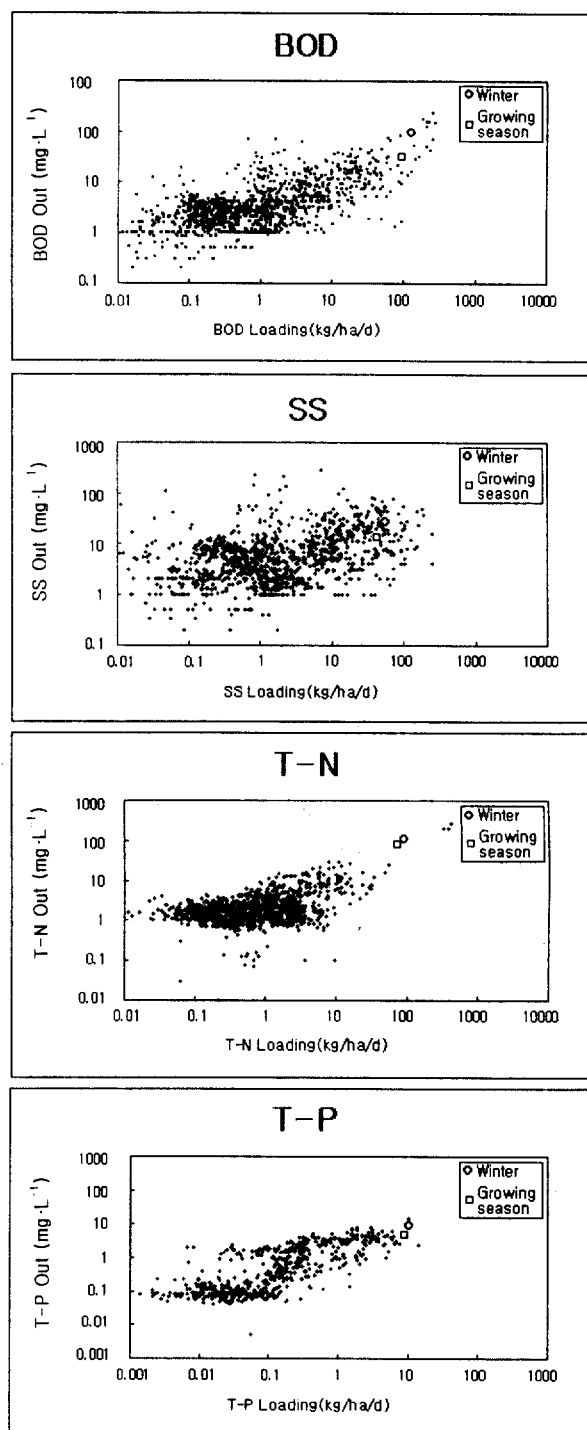 BOD
100
100
10
1
0.1
BOD Out (mg·L⁻¹)
Winter
Growing
season
0.01 0.1 1 10 100 1000 10000
BOD Loading(kg/ha/d)
SS
1000
100
10
1
0.1
SS Out (mg·L⁻¹)
Winter
Growing
season
0.01 0.1 1 10 100 1000 10000
SS Loading(kg/ha/d)
T-N
1000
100
10
1
0.1
0.01
T-N Out (mg·L⁻¹)
Winter
Growing
season
0.01 0.1 1 10 100 1000 10000
T-N Loading(kg/ha/d)
T-P
1000
100
10
1
0.1
0.01
0.001
T-P Out (mg·L⁻¹)
Winter
Growing
season
0.001 0.01 0.1 1 10 100 1000
T-P Loading(kg/ha/d)